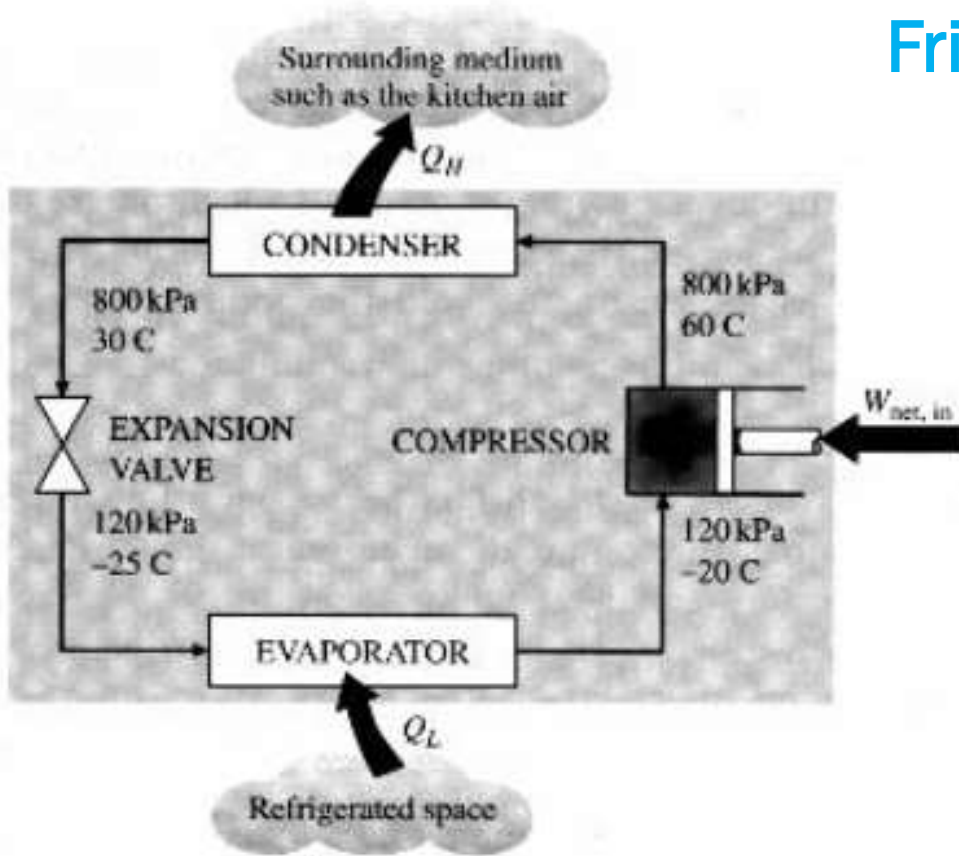 Fri
Surrounding medium
such as the kitchen air
Q_H
CONDENSER
800 kPa
30 C
800 kPa
60 C
EXPANSION
VALVE
COMPRESSOR
W_net, in
120 kPa
–25 C
120 kPa
–20 C
EVAPORATOR
Q_L
Refrigerated space